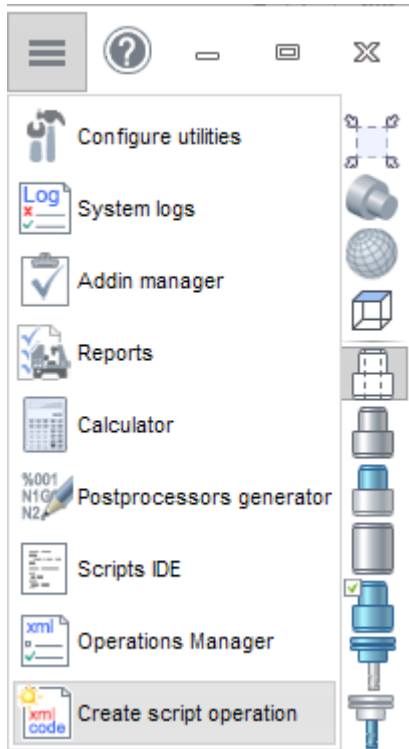 ?
Configure utilities
Log
System logs
Addin manager
Reports
Calculator
%001
N1G
N2
Postprocessors generator
Scripts IDE
xml
Operations Manager
xml
code
Create script operation